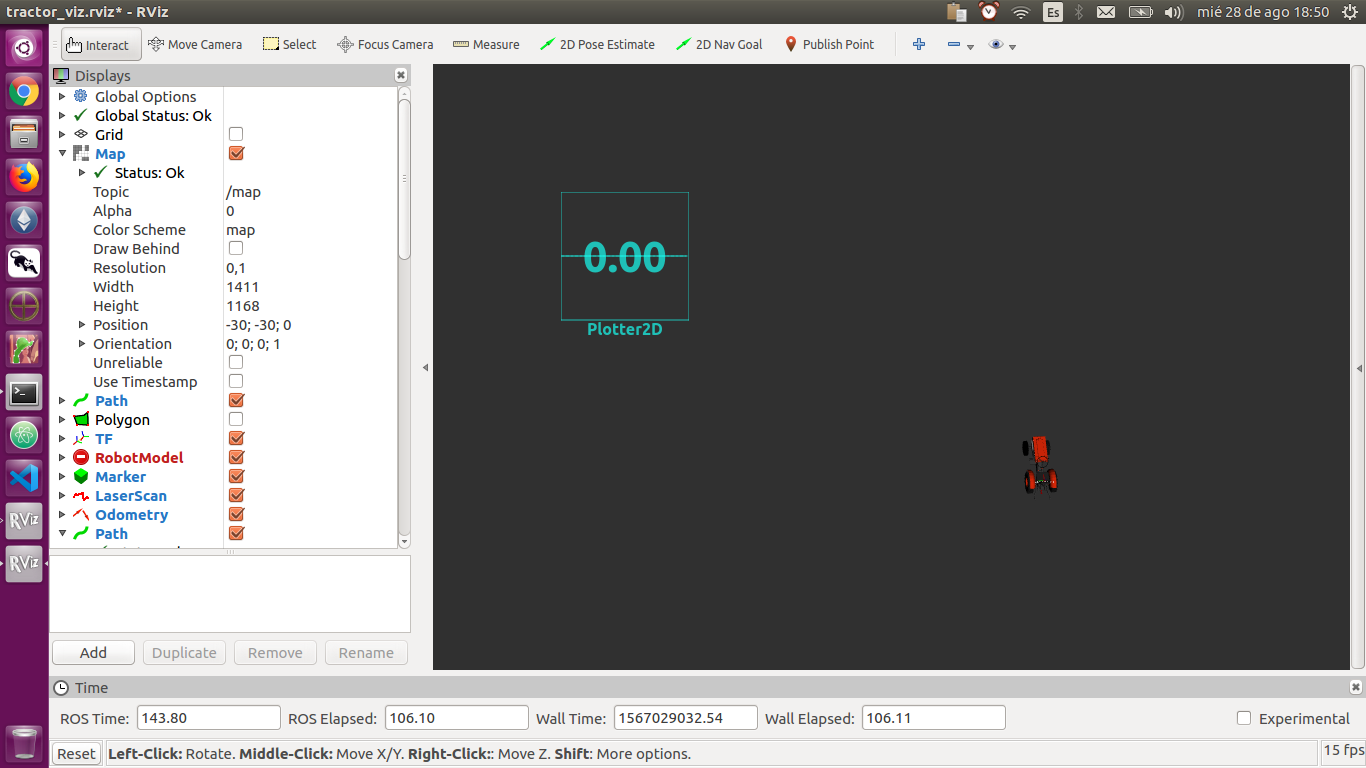 tractor_viz.rviz* - RViz
Es
mié 28 de ago 18:50
Interact Move Camera Select Focus Camera Measure 2D Pose Estimate 2D Nav Goal Publish Point
Displays
Global Options
Global Status: Ok
Grid
Map
Status: Ok
Topic /map
Alpha 0
Color Scheme map
Draw Behind
Resolution 0,1
Width 1411
Height 1168
Position -30; -30; 0
Orientation 0; 0; 0; 1
Unreliable
Use Timestamp
Path
Polygon
TF
RobotModel
Marker
LaserScan
Odometry
Path
Add Duplicate Remove Rename
0.00
Plotter2D
RViz
RViz
Time
ROS Time: 143.80 ROS Elapsed: 106.10 Wall Time: 1567029032.54 Wall Elapsed: 106.11 Experimental
Reset Left-Click: Rotate. Middle-Click: Move X/Y. Right-Click:: Move Z. Shift: More options. 15 fps